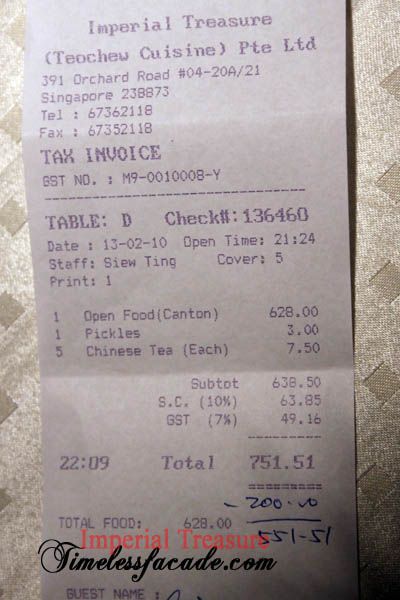 Imperial Treasure
(Teochew Cuisine) Pte Ltd
391 Orchard Road #04-20A/21
Singapore 238873
Tel : 67362118
Fax : 67352118
TAX INVOICE
GST NO. : M9-0010008-Y
TABLE: D Check#: 136460
Date : 13-02-10 Open Time: 21:24
Staff: Siew Ting Cover: 5
Print: 1
1 Open Food(Canton) 628.00
1 Pickles 3.00
5 Chinese Tea (Each) 7.50
Subtot 638.50
S.C. (10%) 63.85
GST (7%) 49.16
22:09 Total 751.51
- 200.00
TOTAL FOOD: 628.00 551-51
Imperial Treasure
Timelessfacade.com
GUEST NAME :